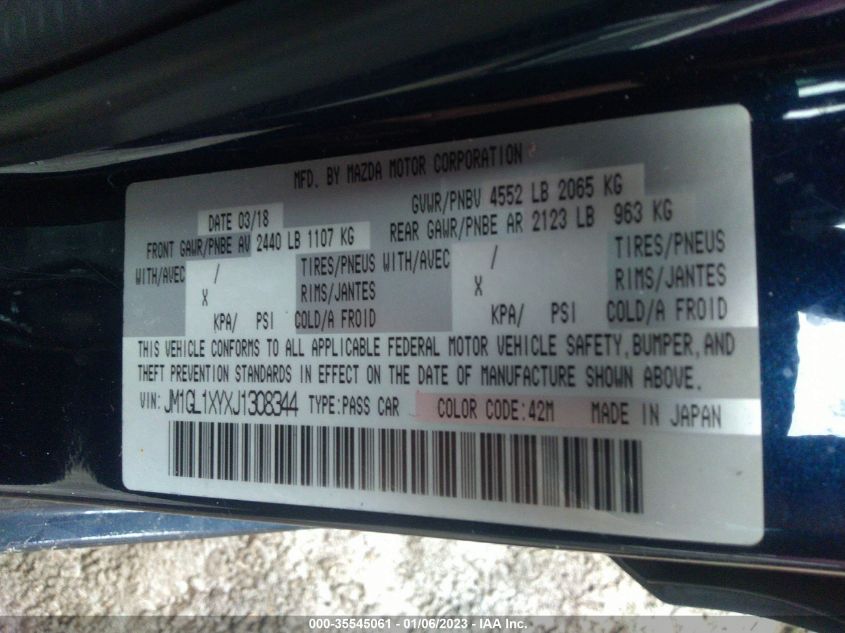 MFD. BY MAZDA MOTOR CORPORATION
DATE 03/18 GVWR/PNBV 4552 LB 2065 KG
FRONT GAWR/PNBE AV 2440 LB 1107 KG REAR GAWR/PNBE AR 2123 LB 963 KG
WITH/AVEC / TIRES/PNEUS WITH/AVEC / TIRES/PNEUS
X RIMS/JANTES X RIMS/JANTES
KPA/ PSI COLD/A FROID KPA/ PSI COLD/A FROID
THIS VEHICLE CONFORMS TO ALL APPLICABLE FEDERAL MOTOR VEHICLE SAFETY, BUMPER, AND
THEFT PREVENTION STANDARDS IN EFFECT ON THE DATE OF MANUFACTURE SHOWN ABOVE.
VIN: JM1GL1XYXJ1308344 TYPE:PASS CAR COLOR CODE:42M MADE IN JAPAN
000-35545061 - 01/06/2023 - IAA Inc.